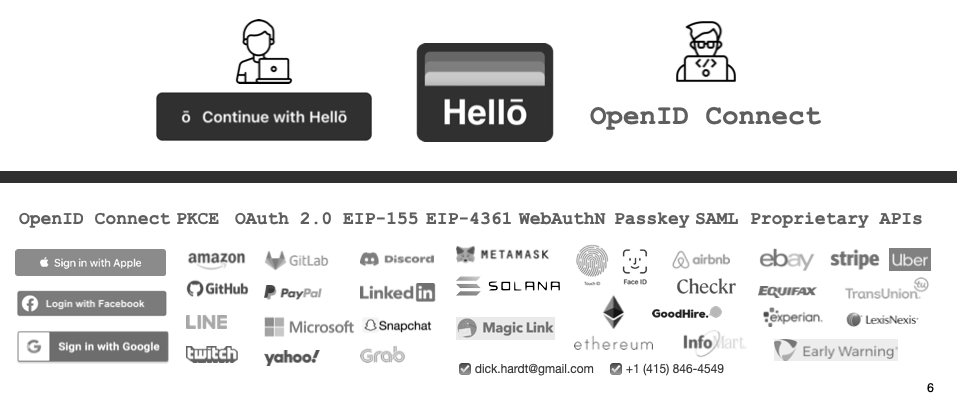 ō Continue with Hellō
Hellō
OpenID Connect
OpenID Connect PKCE OAuth 2.0 EIP-155 EIP-4361 WebAuthN Passkey SAML Proprietary APIs
Sign in with Apple
Login with Facebook
G Sign in with Google
amazon
GitHub
LINE
twitch
GitLab
PayPal
Microsoft
yahoo!
Discord
Linked in
Snapchat
Grab
METAMASK
SOLANA
Magic Link
Touch ID
Face ID
ethereum
airbnb
Checkr
GoodHire.
InfoMart.
ebay
EQUIFAX
experian.
stripe
Uber
TransUnion. tu
LexisNexis
Early Warning
dick.hardt@gmail.com
+1 (415) 846-4549
6